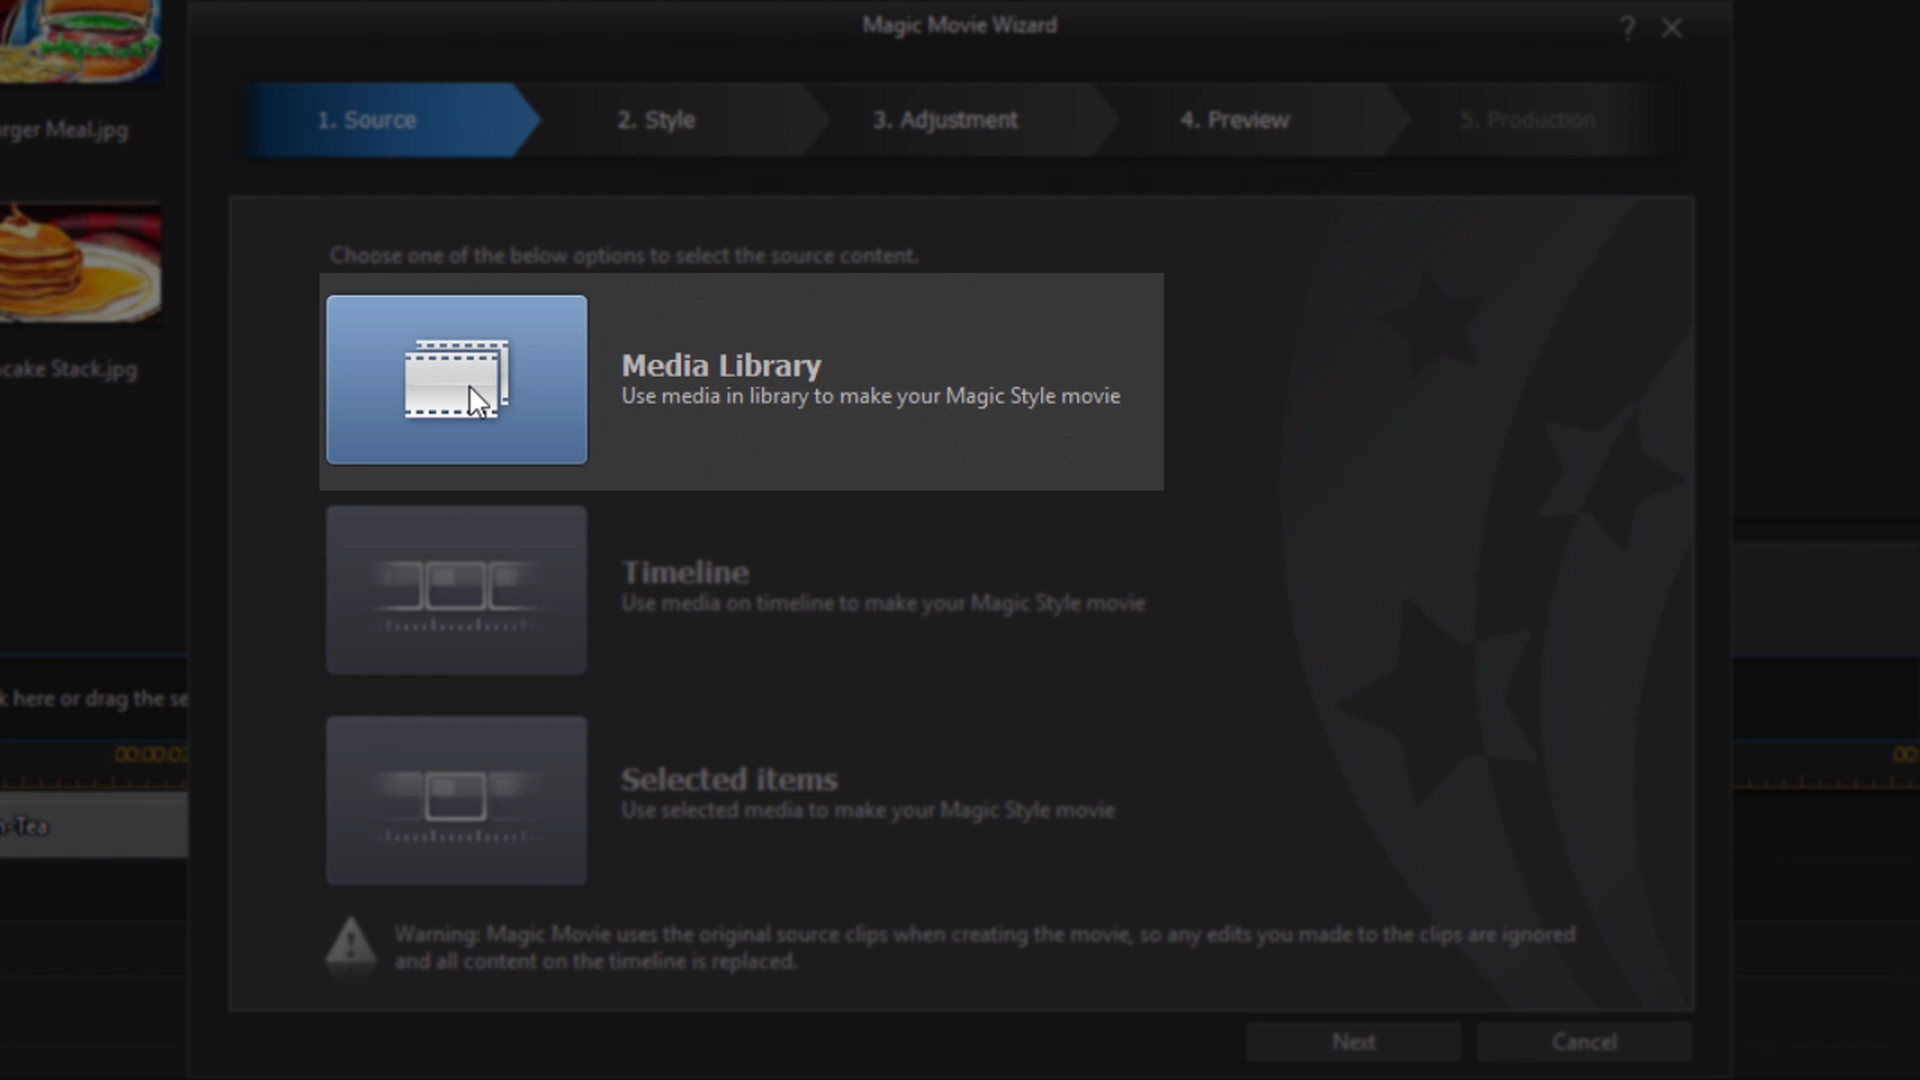 Magic Movie Wizard
?
1. Source
2. Style
3. Adjustment
4. Preview
5. Production
rger Meal.jpg
Choose one of the below options to select the source content.
Media Library
Use media in library to make your Magic Style movie
cake Stack.jpg
Timeline
Use media on timeline to make your Magic Style movie
k here or drag the se
00:00:02
00:
Selected items
Use selected media to make your Magic Style movie
Tea
Warning: Magic Movie uses the original source clips when creating the movie, so any edits you made to the clips are ignored
and all content on the timeline is replaced.
Next
Cancel